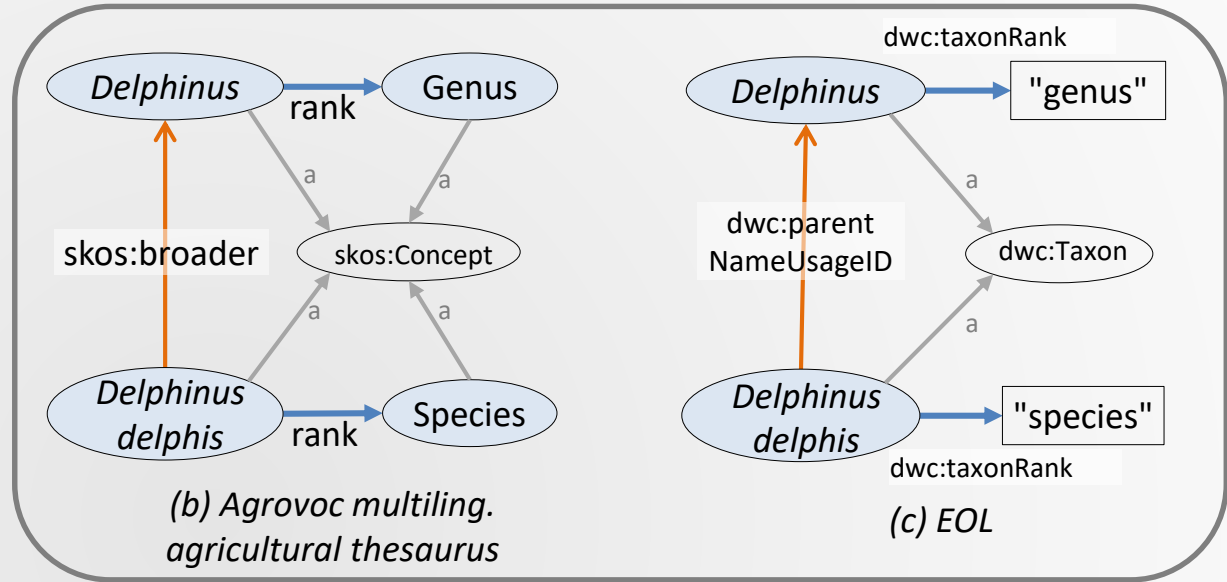 Delphinus
rank
Genus
a
a
skos:broader
skos:Concept
a
a
Delphinus
delphis
rank
Species
(b) Agrovoc multiling.
agricultural thesaurus
dwc:taxonRank
Delphinus
"genus"
a
dwc:parent
NameUsageID
dwc:Taxon
a
Delphinus
delphis
"species"
dwc:taxonRank
(c) EOL